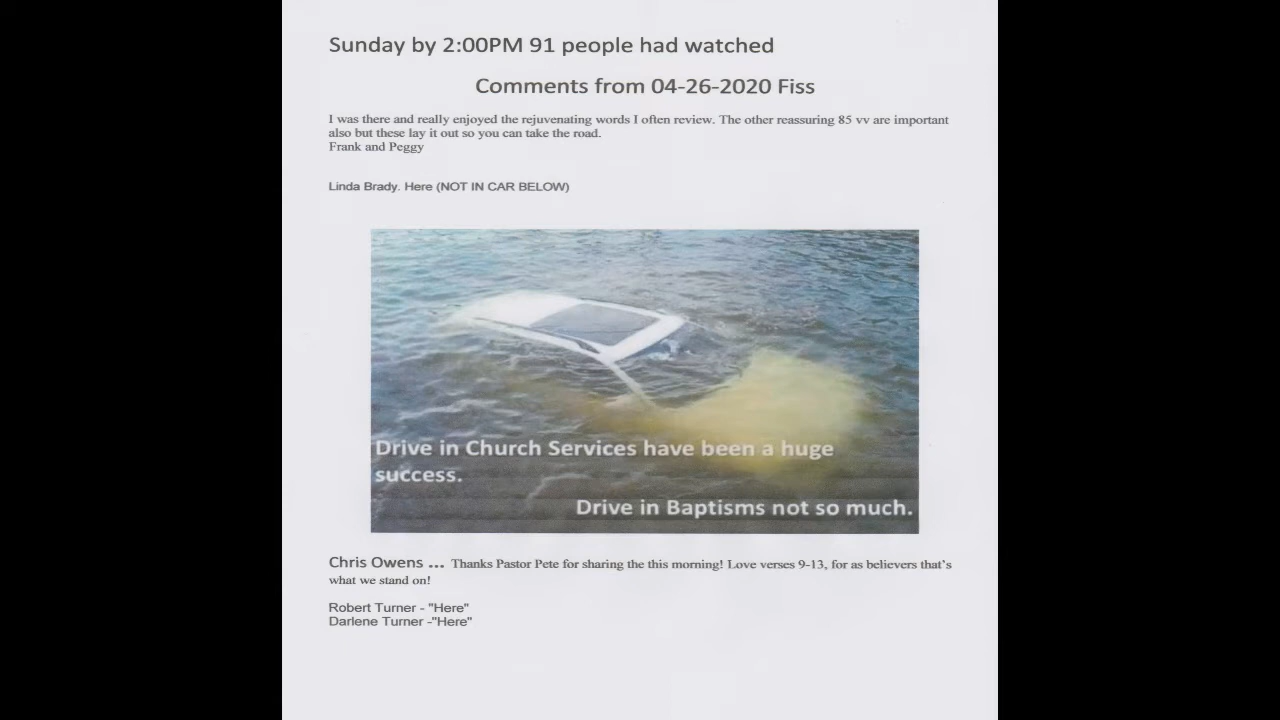 Sunday by 2:00PM 91 people had watched
Comments from 04-26-2020 Fiss
I was there and really enjoyed the rejuvenating words I often review. The other reassuring 85 vv are important
also but these lay it out so you can take the road.
Frank and Peggy
Linda Brady. Here (NOT IN CAR BELOW)
Drive in Church Services have been a huge
success.
Drive in Baptisms not so much.
Chris Owens ... Thanks Pastor Pete for sharing the this morning! Love verses 9-13, for as believers that's
what we stand on!
Robert Turner - "Here"
Darlene Turner -"Here"